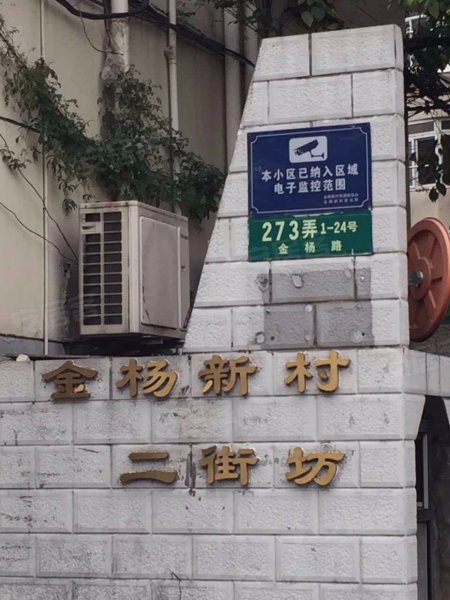 本小区已纳入区域
电子监控范围
273弄1-24号
金杨路
金杨新村
二街坊